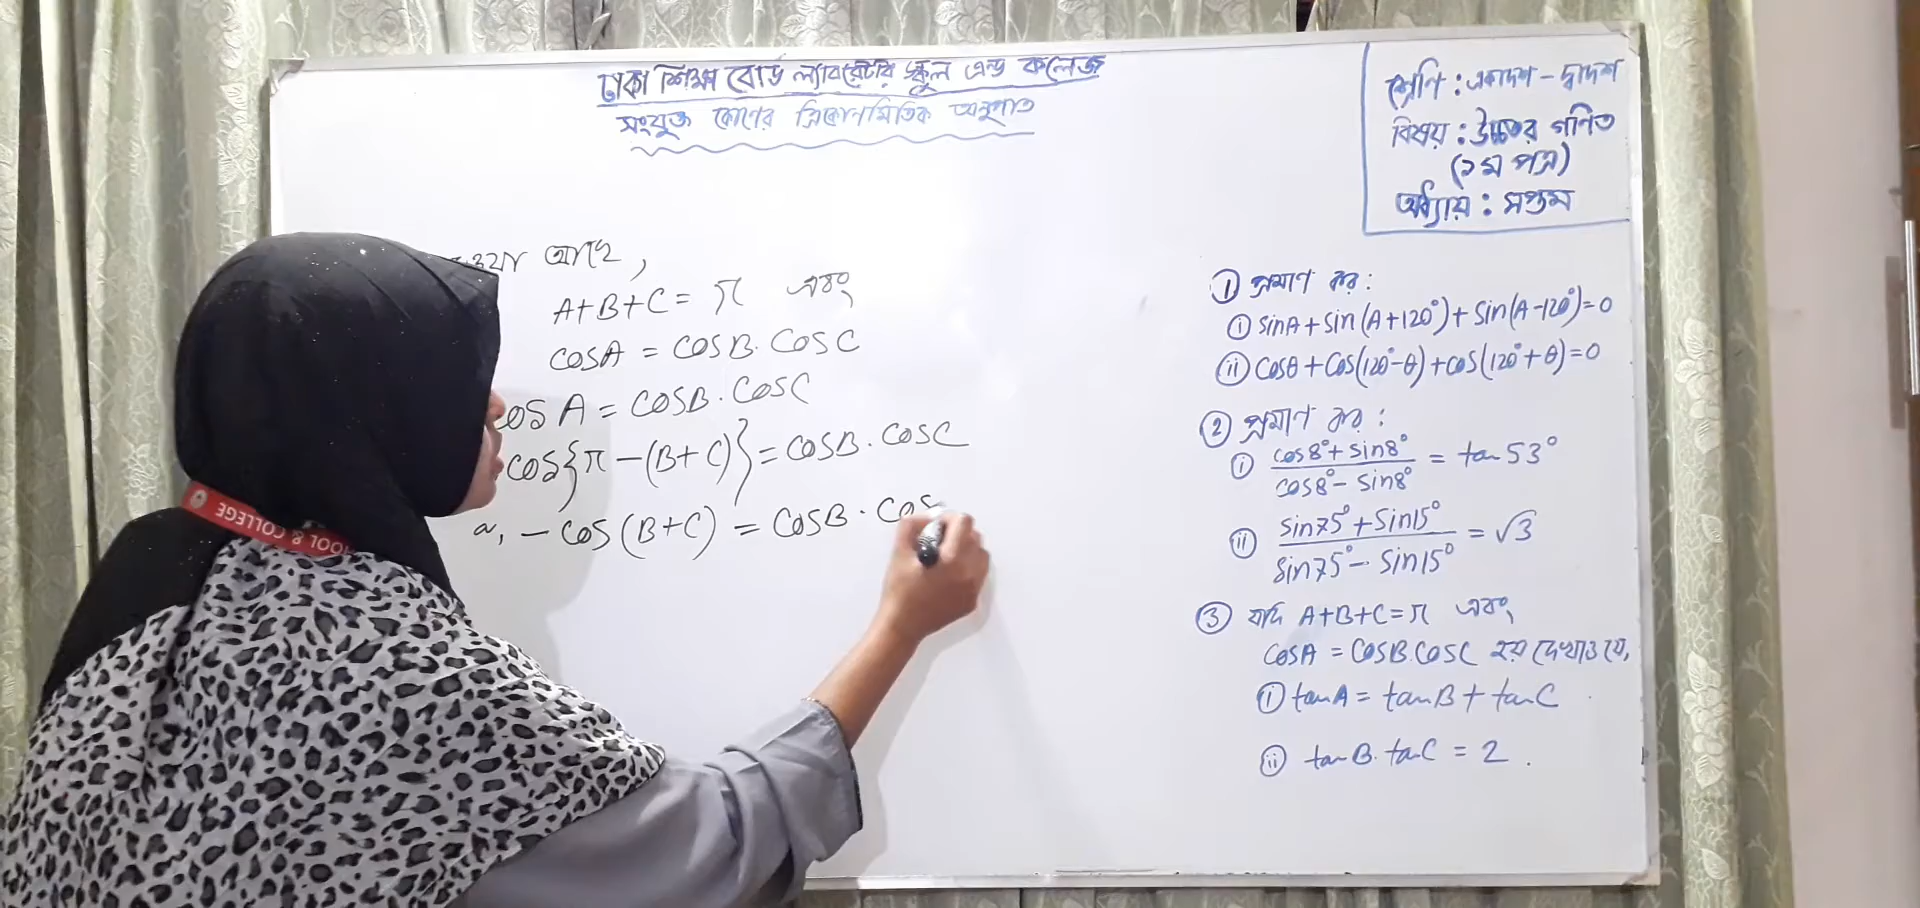 ঢাকা শিক্ষা বোর্ড ল্যাবরেটরি স্কুল এন্ড কলেজ
সংযুক্ত কোণের ত্রিকোণমিতিক অনুপাত
শ্রেণি : একাদশ - দ্বাদশ
বিষয় : উচ্চতর গণিত
(১ম পত্র)
অধ্যায় : সপ্তম
আছে,
A+B+C = π এবং
cosA = cosB. cosC
cos A = cosB. cosC
cos{π - (B+C)} = cosB. cosC
বা, - cos (B+C) = cosB. cos
① প্রমাণ কর :
ⓘ sinA + sin (A+120°) + sin(A-120°) = 0
ⓘⓘ cosθ + cos(120°-θ) + cos(120°+θ) = 0
② প্রমাণ কর :
ⓘ (cos8° + sin8°)/(cos8° - sin8°) = tan 53°
ⓘⓘ (sin75° + sin15°)/(sin75° - sin15°) = √3
③ যদি A+B+C = π এবং
cosA = cosB.cosC হয় দেখাও যে,
ⓘ tanA = tanB + tanC
ⓘⓘ tanB. tanC = 2.
COLLEGE